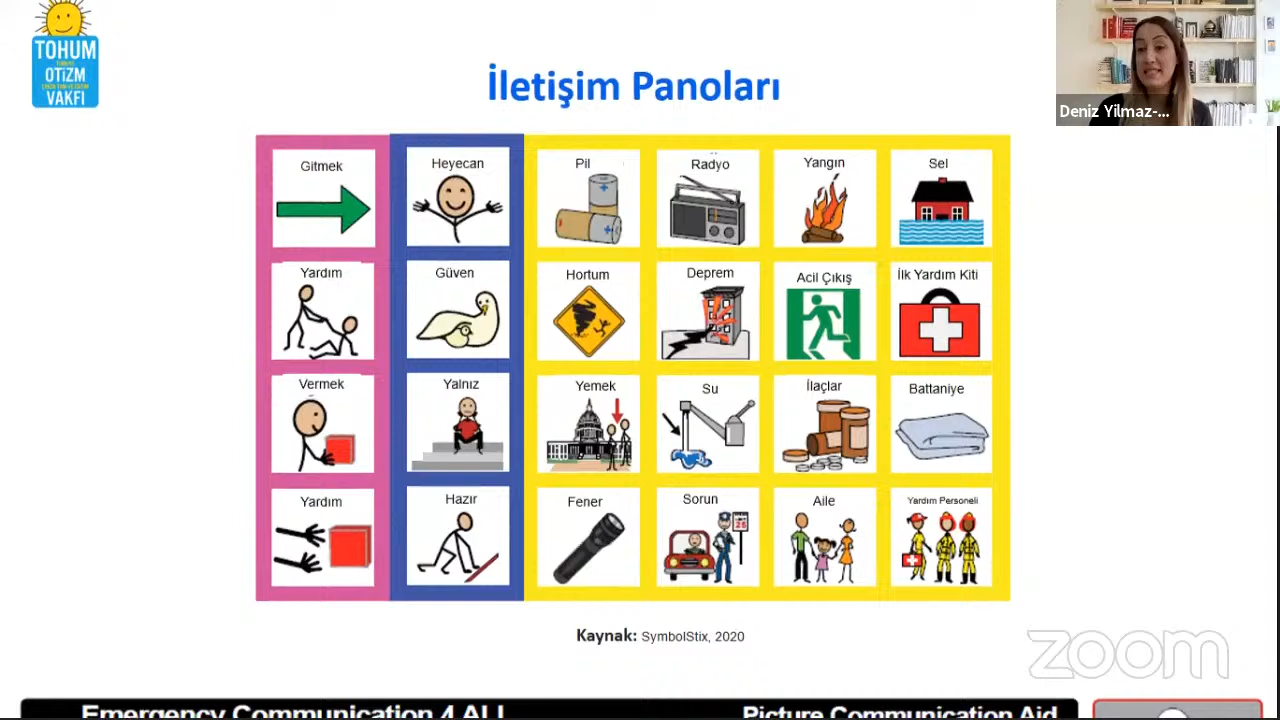 TOHUM
TÜRKİYE
OTİZM
VAKFI
İletişim Panoları
Deniz Yilmaz-...
Gitmek
Heyecan
Pil
Radyo
Yangın
Sel
Yardım
Güven
Hortum
Deprem
Acil Çıkış
İlk Yardım Kiti
Vermek
Yalnız
Yemek
Su
İlaçlar
Battaniye
Yardım
Hazır
Fener
Sorun
Aile
Yardım Personeli
Kaynak: SymbolStix, 2020
zoom
Emergency Communication 4 ALL
Picture Communication Aid